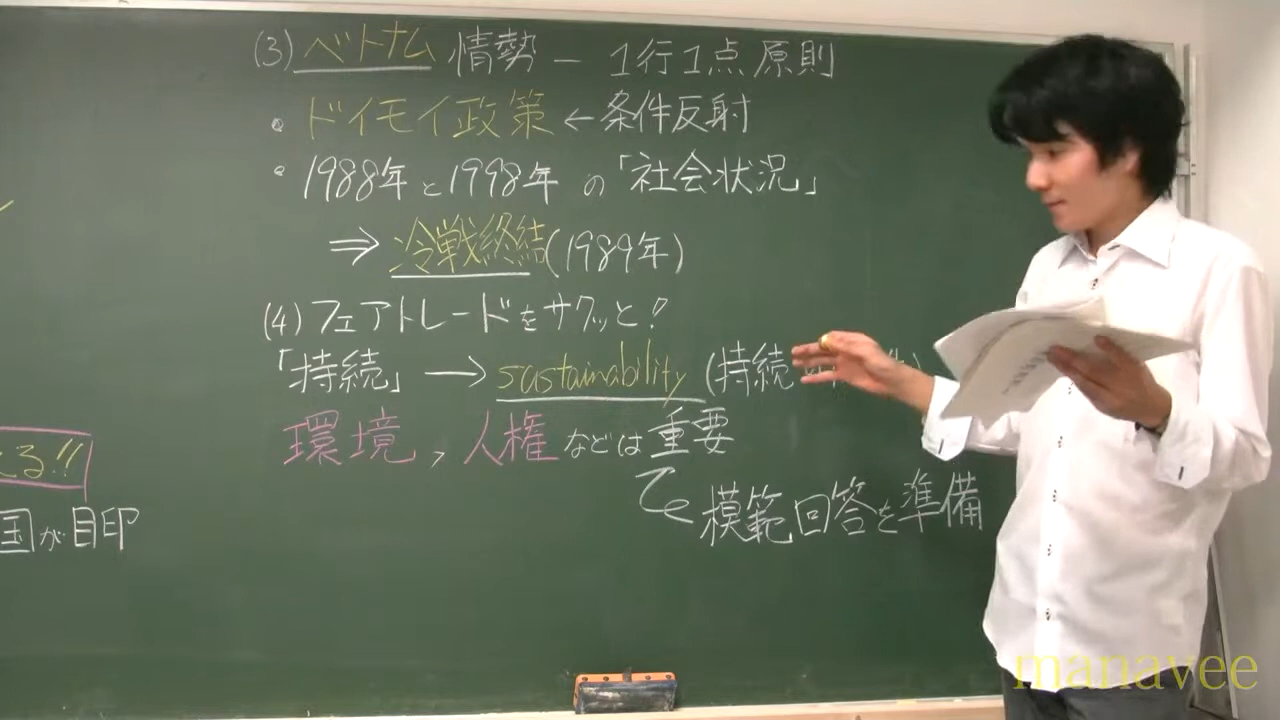 (3) ベトナム 情勢 － 1行1点 原則
・ドイモイ政策 ← 条件反射
・1988年と1998年 の「社会状況」
⇒ 冷戦終結(1989年)
(4) フェアトレードをサクッと!
「持続」 → sustainability (持続
環境, 人権などは重要
模範回答を準備
る!!
国が目印
manavee